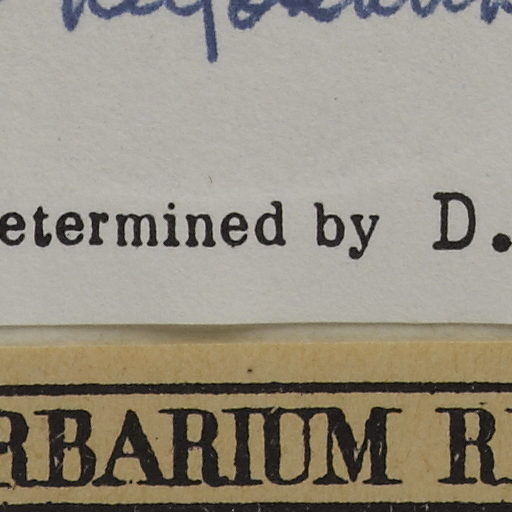 etermined by D.
RBARIUM R